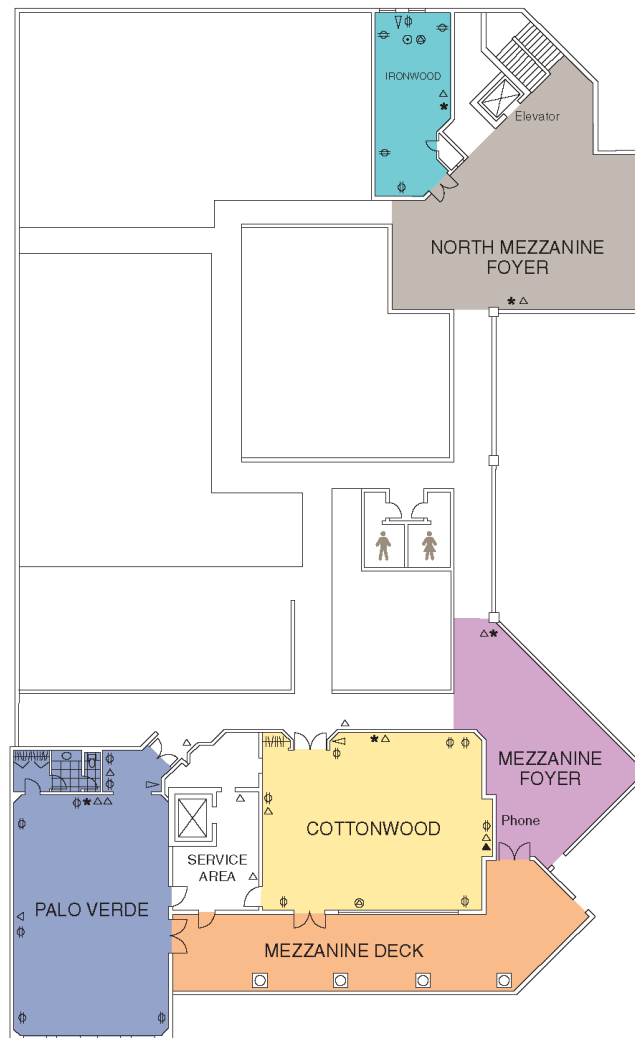 IRONWOOD
Elevator
NORTH MEZZANINE
FOYER
MEZZANINE
FOYER
Phone
COTTONWOOD
SERVICE
AREA
PALO VERDE
MEZZANINE DECK